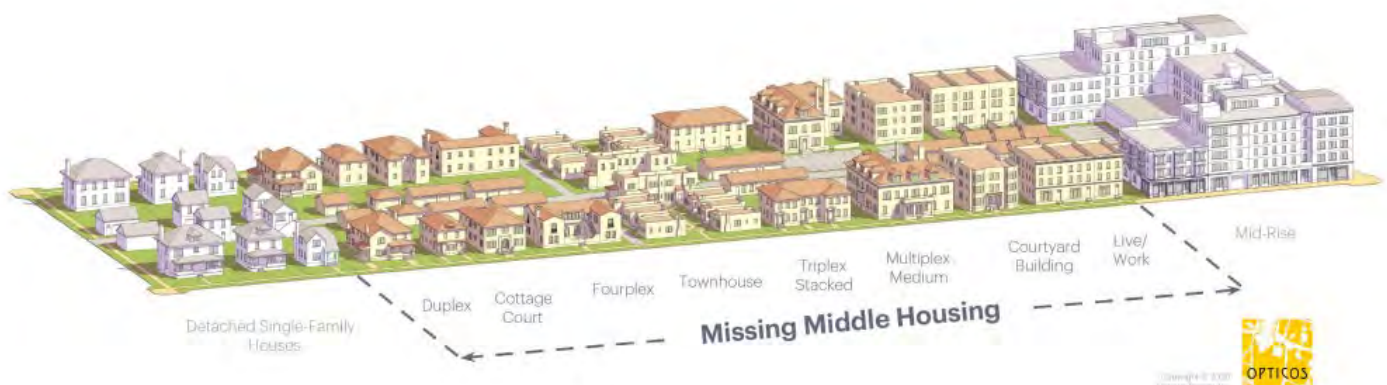 Detached Single-Family
Houses
Duplex
Cottage
Court
Fourplex
Townhouse
Triplex
Stacked
Multiplex
Medium
Courtyard
Building
Live/
Work
Mid-Rise
Missing Middle Housing
OPTICOS